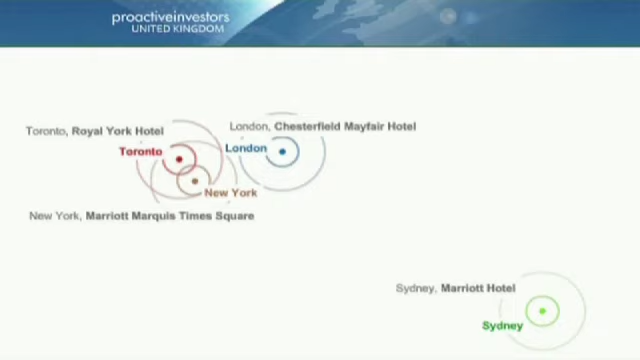 proactiveinvestors
UNITED KINGDOM
Toronto, Royal York Hotel
London, Chesterfield Mayfair Hotel
Toronto
London
New York
New York, Marriott Marquis Times Square
Sydney, Marriott Hotel
Sydney